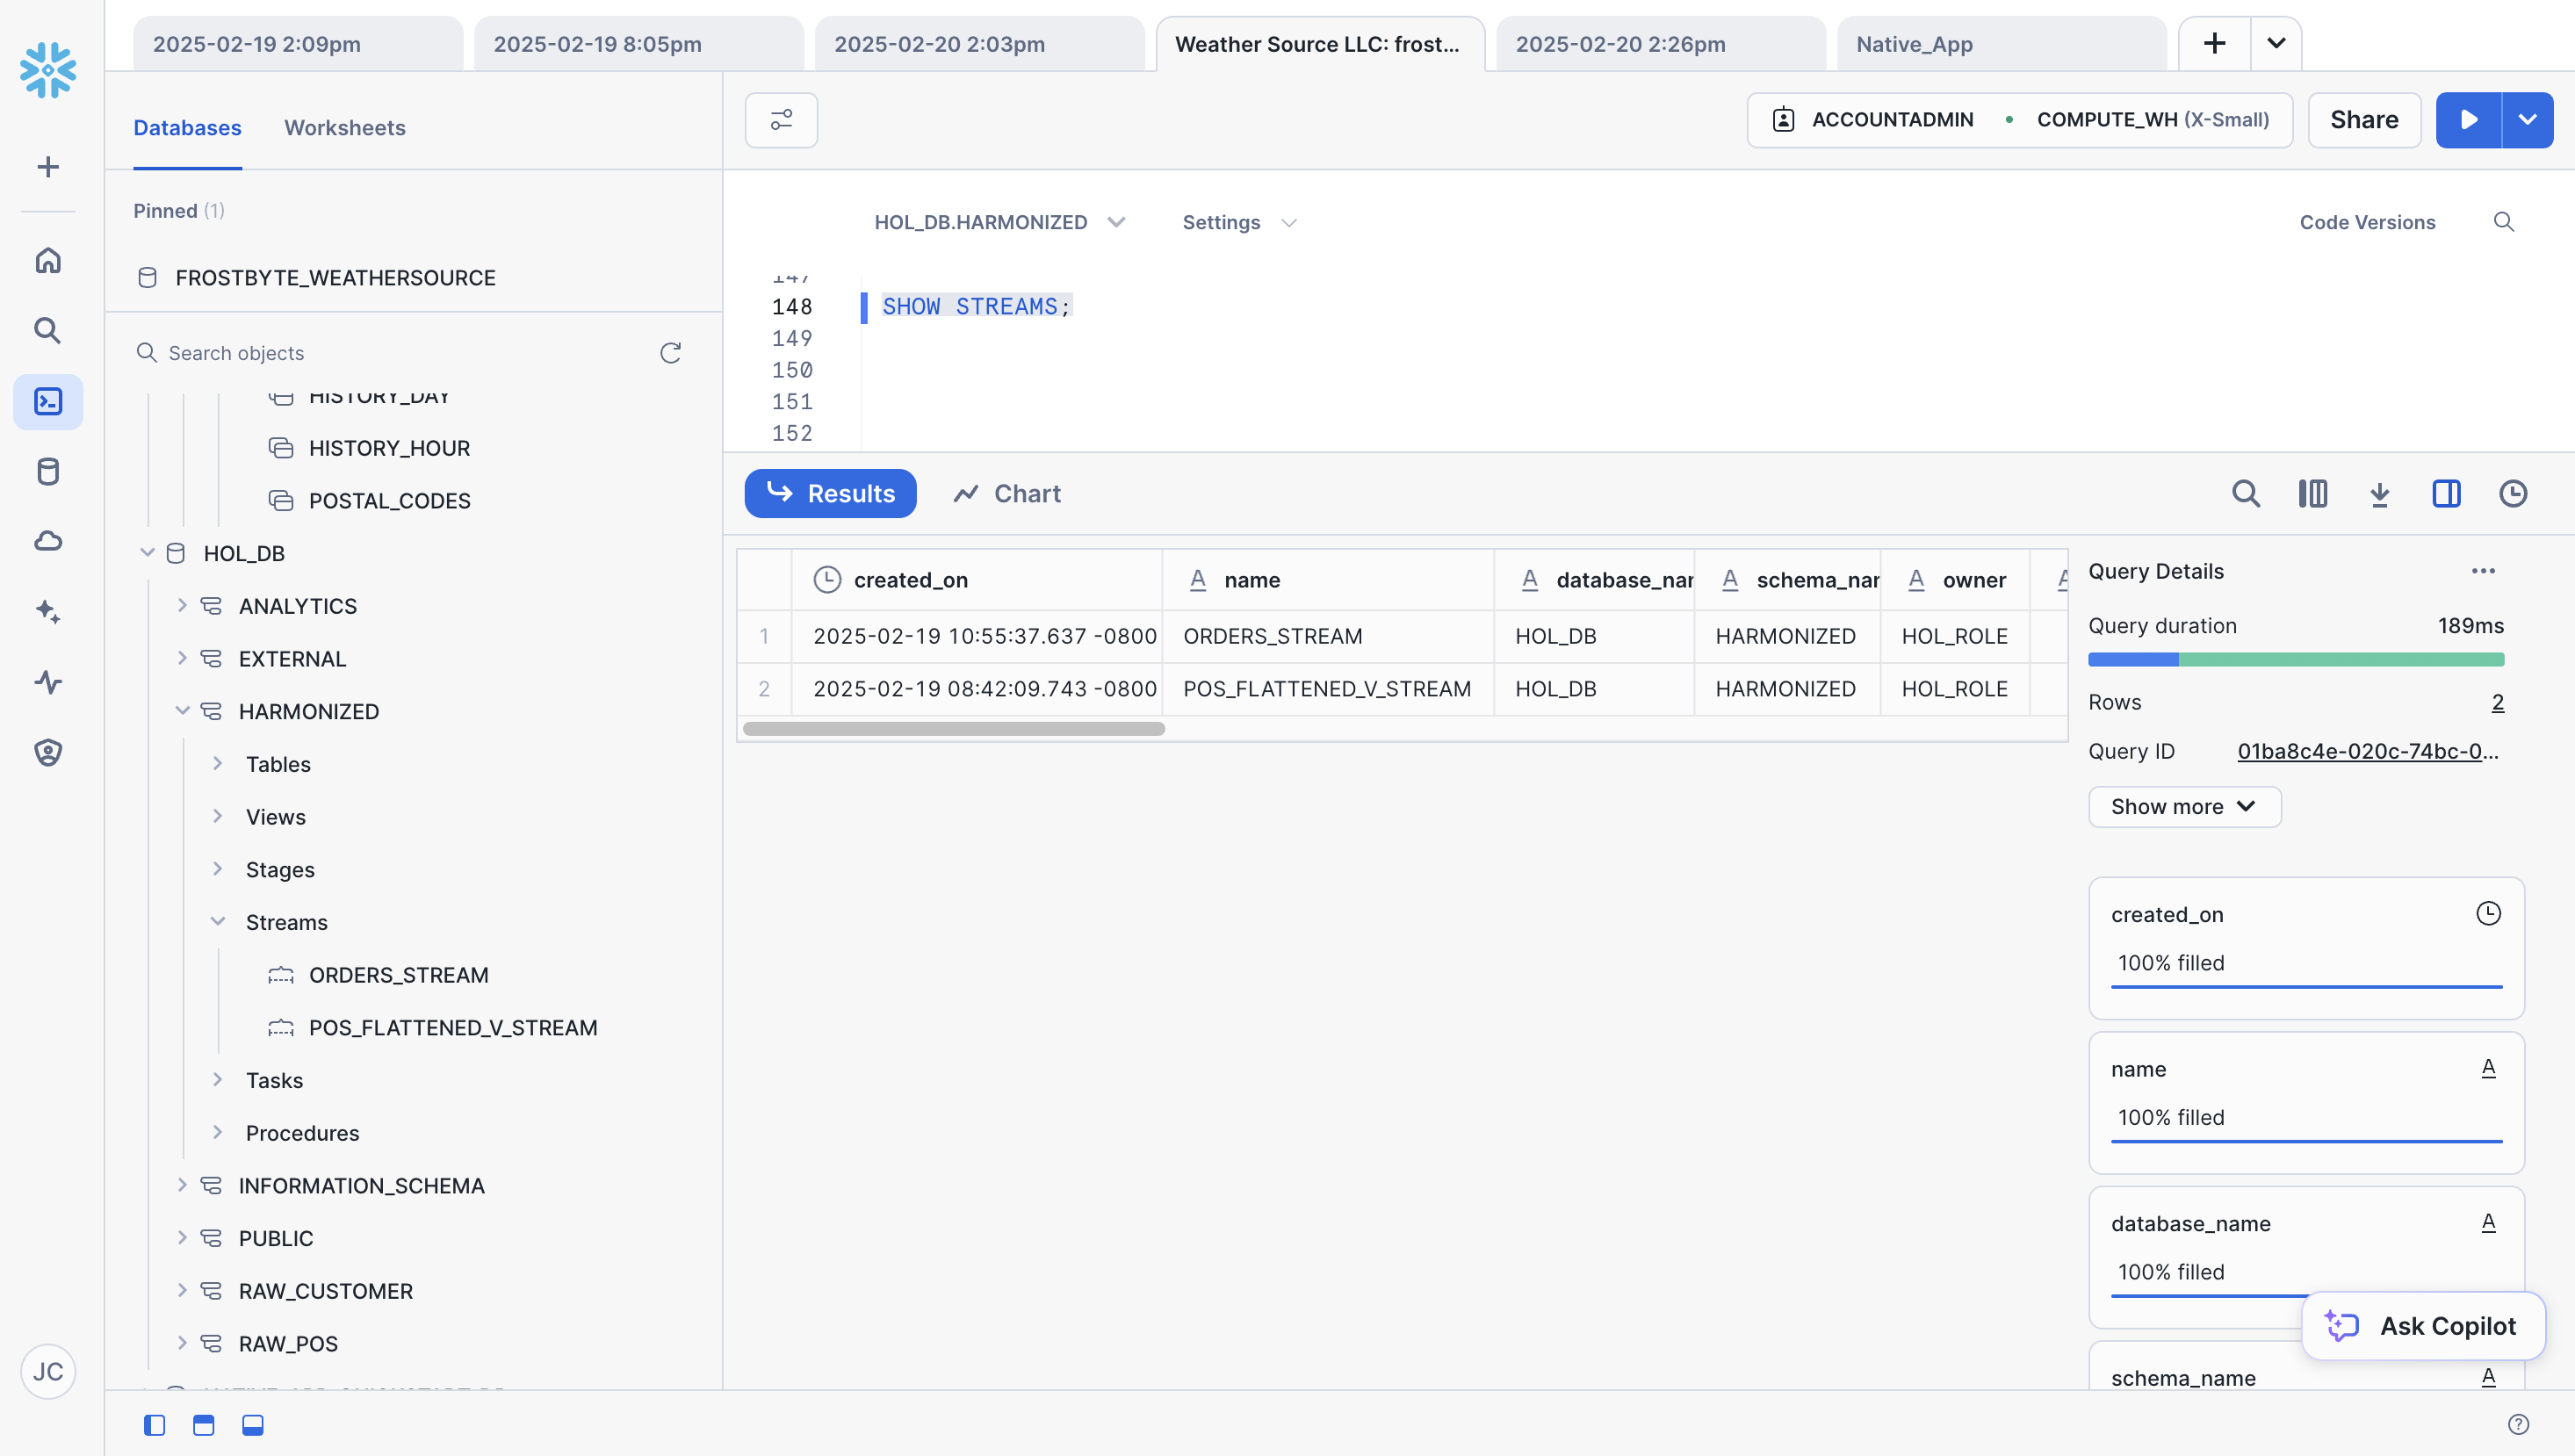 2025-02-19 2:09pm
2025-02-19 8:05pm
2025-02-20 2:03pm
Weather Source LLC: frost...
2025-02-20 2:26pm
Native_App
Databases
Worksheets
ACCOUNTADMIN
COMPUTE_WH (X-Small)
Share
Pinned (1)
FROSTBYTE_WEATHERSOURCE
Search objects
HISTORY_DAY
HISTORY_HOUR
POSTAL_CODES
HOL_DB
ANALYTICS
EXTERNAL
HARMONIZED
Tables
Views
Stages
Streams
ORDERS_STREAM
POS_FLATTENED_V_STREAM
Tasks
Procedures
INFORMATION_SCHEMA
PUBLIC
RAW_CUSTOMER
RAW_POS
JC
HOL_DB.HARMONIZED
Settings
Code Versions
147
148 SHOW STREAMS;
149
150
151
152
Results
Chart
created_on A name A database_nar A schema_nar A owner A
1 2025-02-19 10:55:37.637 -0800 ORDERS_STREAM HOL_DB HARMONIZED HOL_ROLE
2 2025-02-19 08:42:09.743 -0800 POS_FLATTENED_V_STREAM HOL_DB HARMONIZED HOL_ROLE
Query Details
Query duration 189ms
Rows 2
Query ID 01ba8c4e-020c-74bc-0...
Show more
created_on
100% filled
name A
100% filled
database_name A
100% filled
Ask Copilot
schema_name A